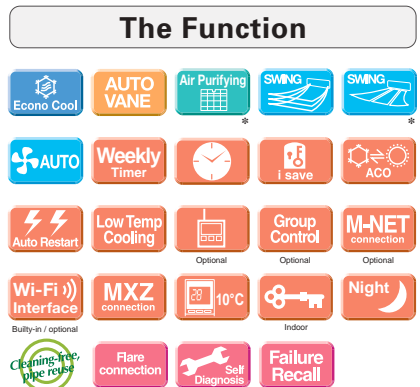 The Function
Econo Cool
AUTO
VANE
Air Purifying
*
SWING
SWING
*
AUTO
Weekly
Timer
i save
ACO
Auto Restart
Low Temp
Cooling
Optional
Group
Control
Optional
M-NET
connection
Optional
Wi-Fi
Interface
Builty-in / optional
MXZ
connection
28
10°C
Indoor
Night
Cleaning-free,
pipe reuse
Flare
connection
Self
Diagnosis
Failure
Recall